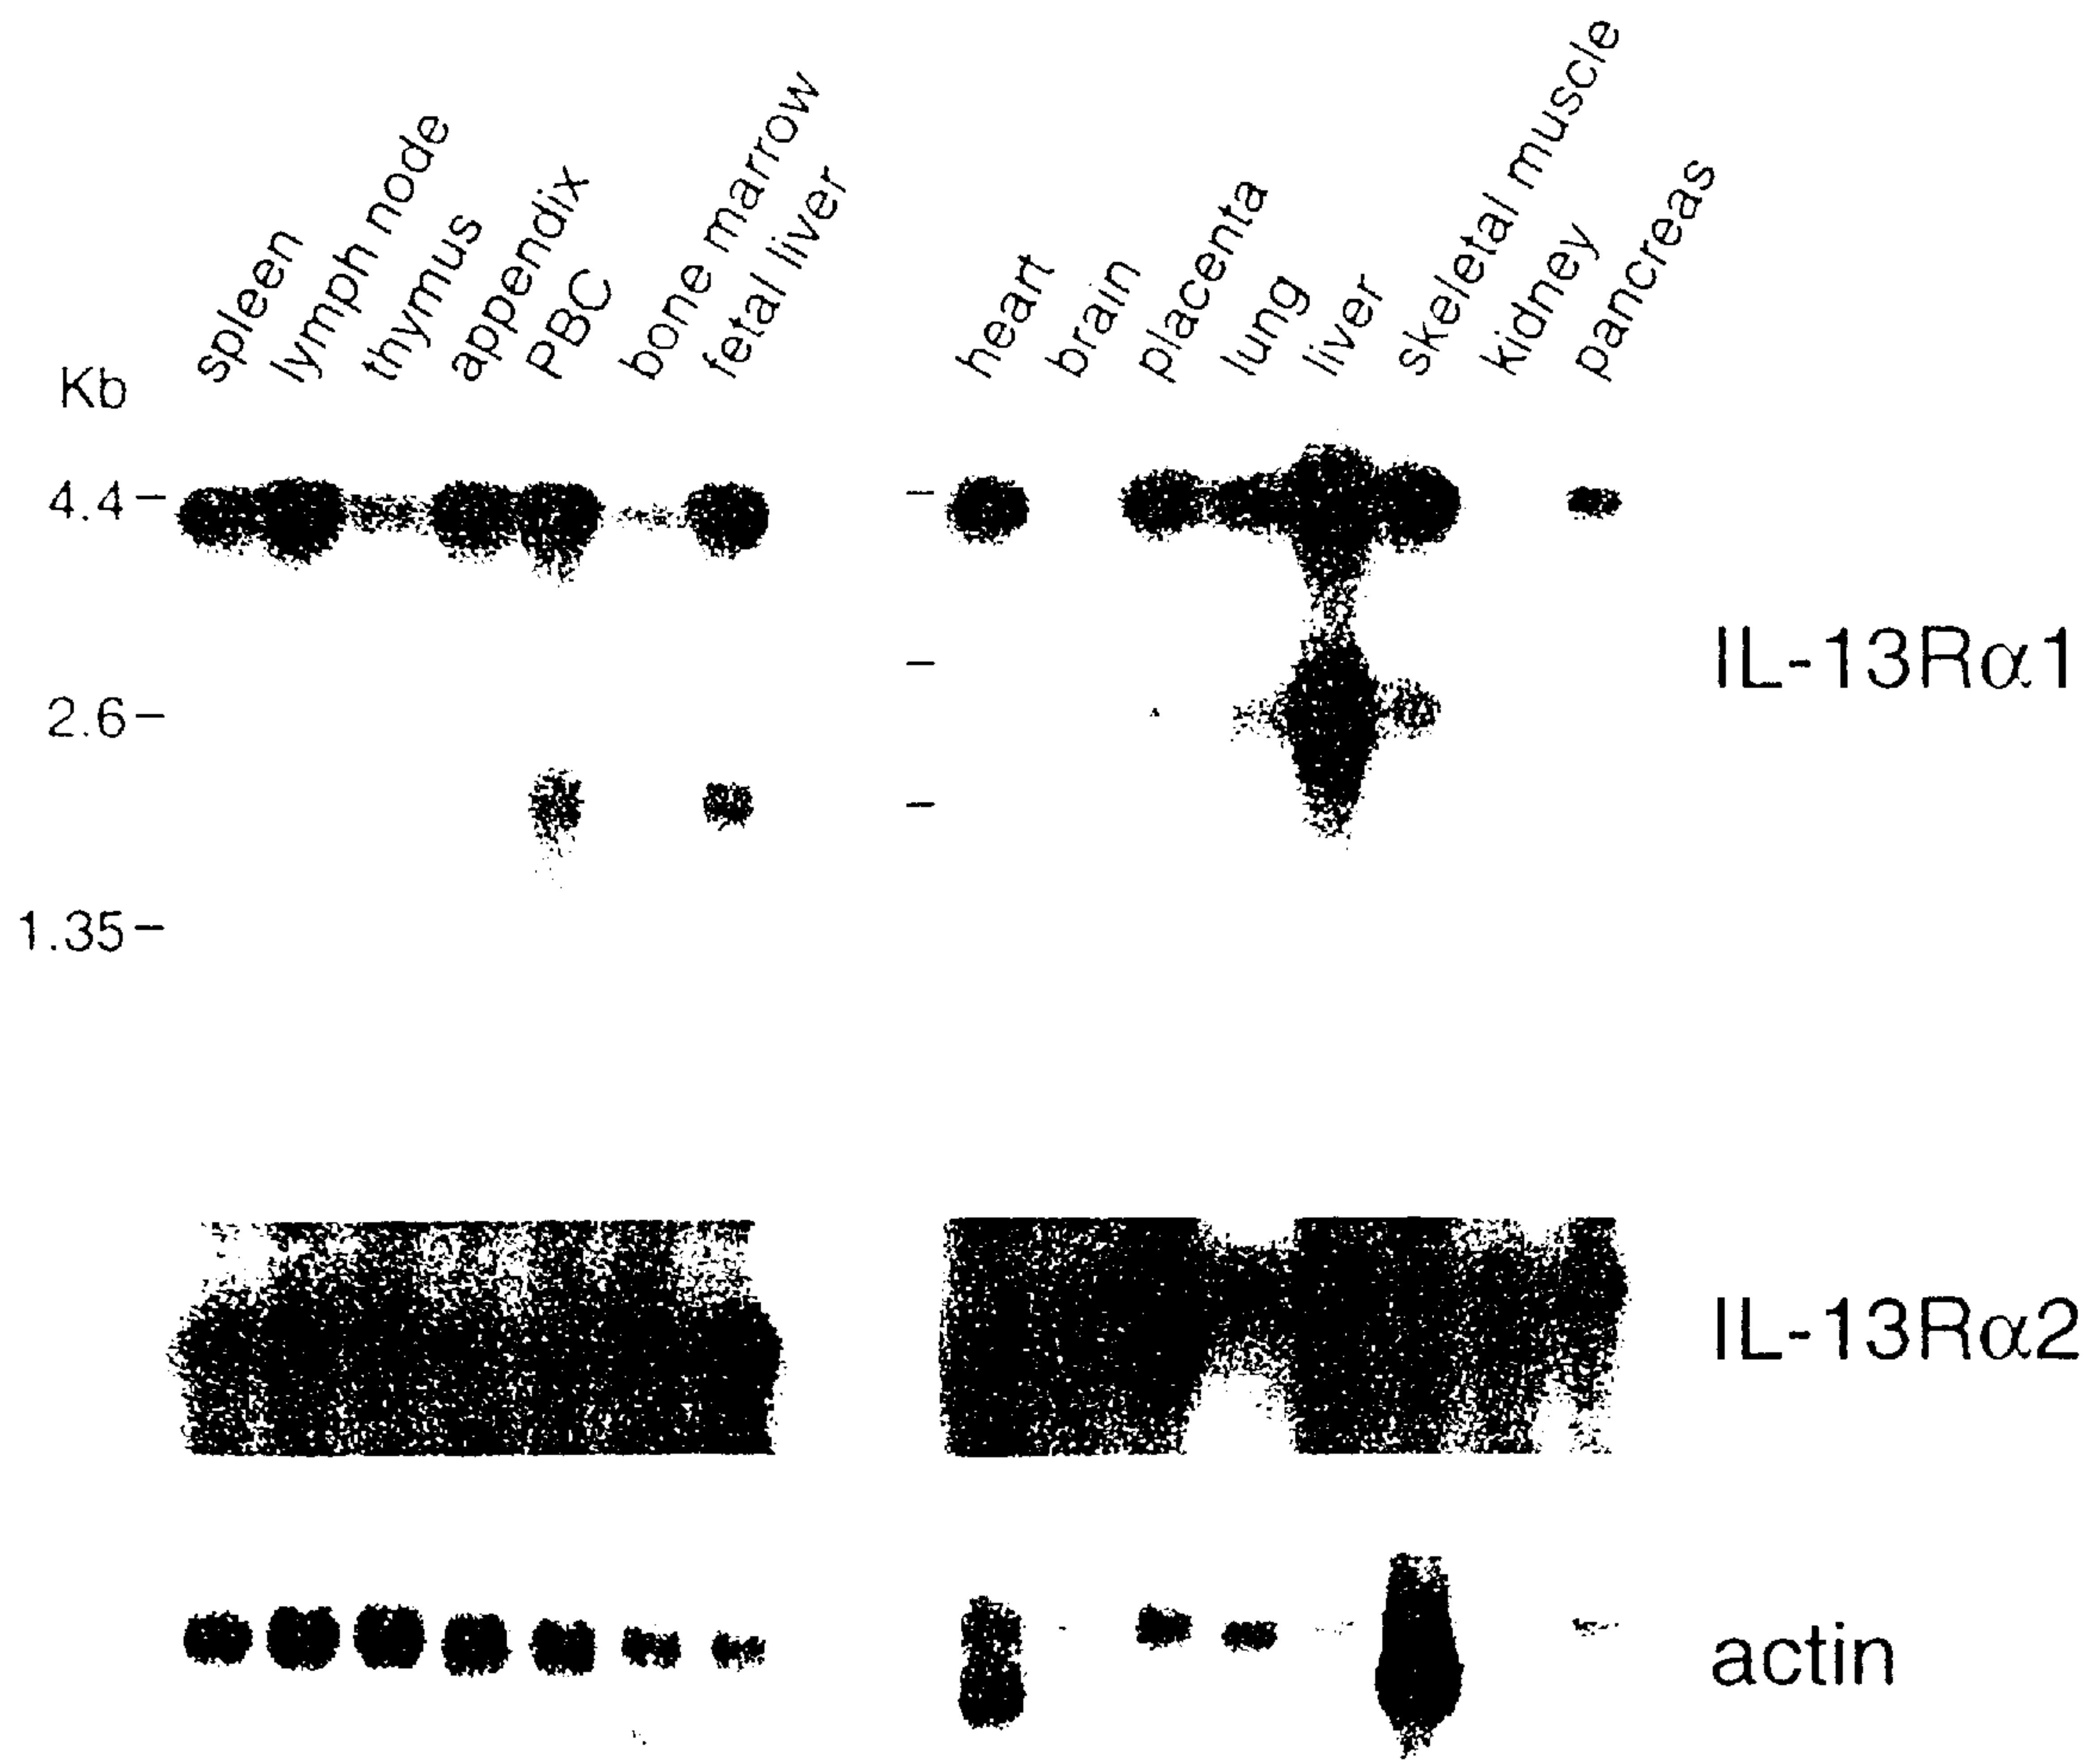 spleen
lymph node
thymus
appendix
PBC
bone marrow
fetal liver
heart
brain
placenta
lung
liver
skeletal muscle
kidney
pancreas
Kb
4.4
2.6
1.35
IL-13Rα1
IL-13Rα2
actin